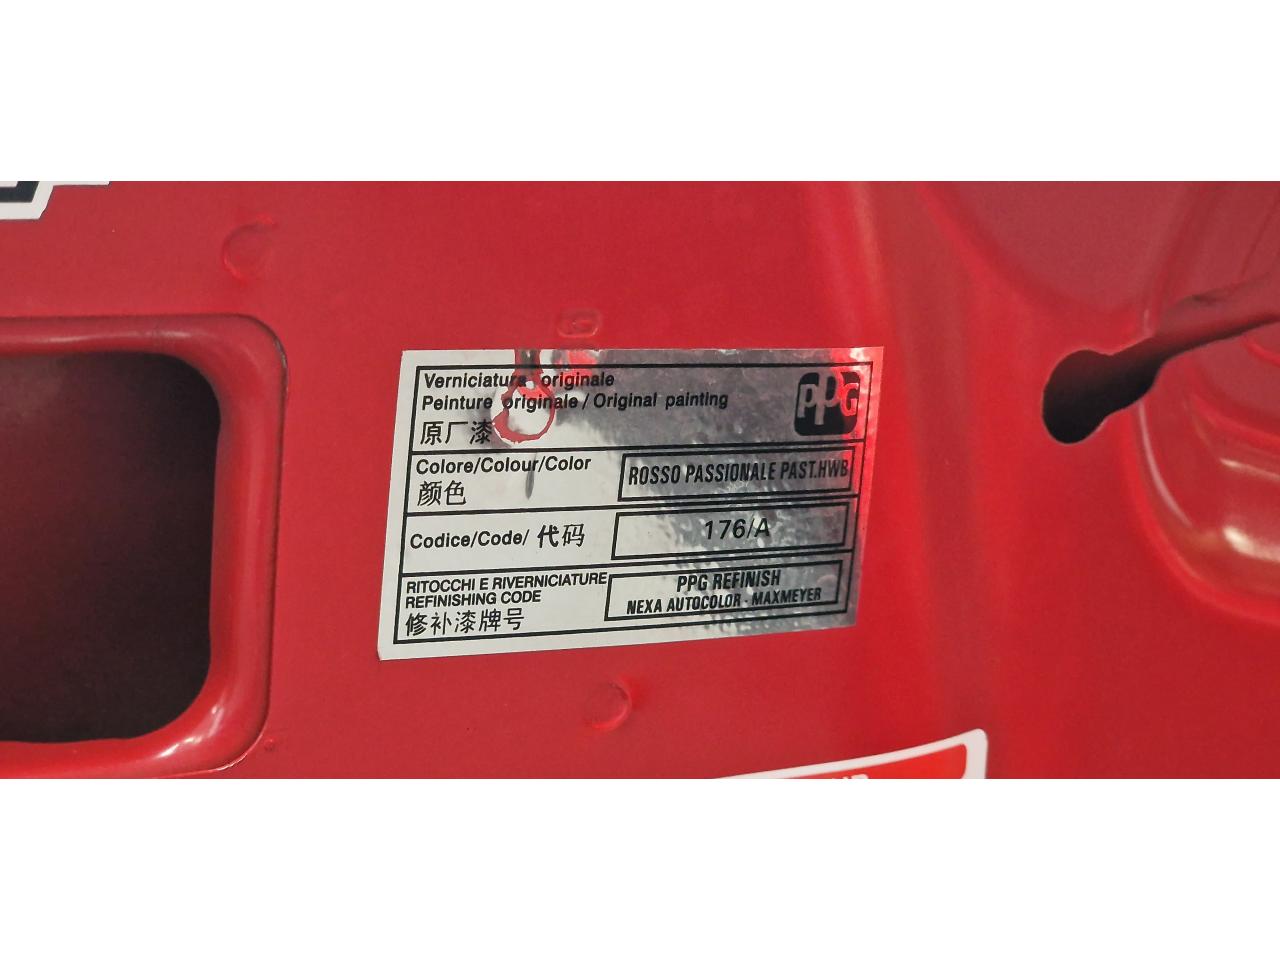 Verniciatura originale
Peinture originale / Original painting
原厂漆
PPG
Colore/Colour/Color
颜色
ROSSO PASSIONALE PAST.HWB
Codice/Code/ 代码
176/A
RITOCCHI E RIVERNICIATURE
REFINISHING CODE
修补漆牌号
PPG REFINISH
NEXA AUTOCOLOR - MAXMEYER